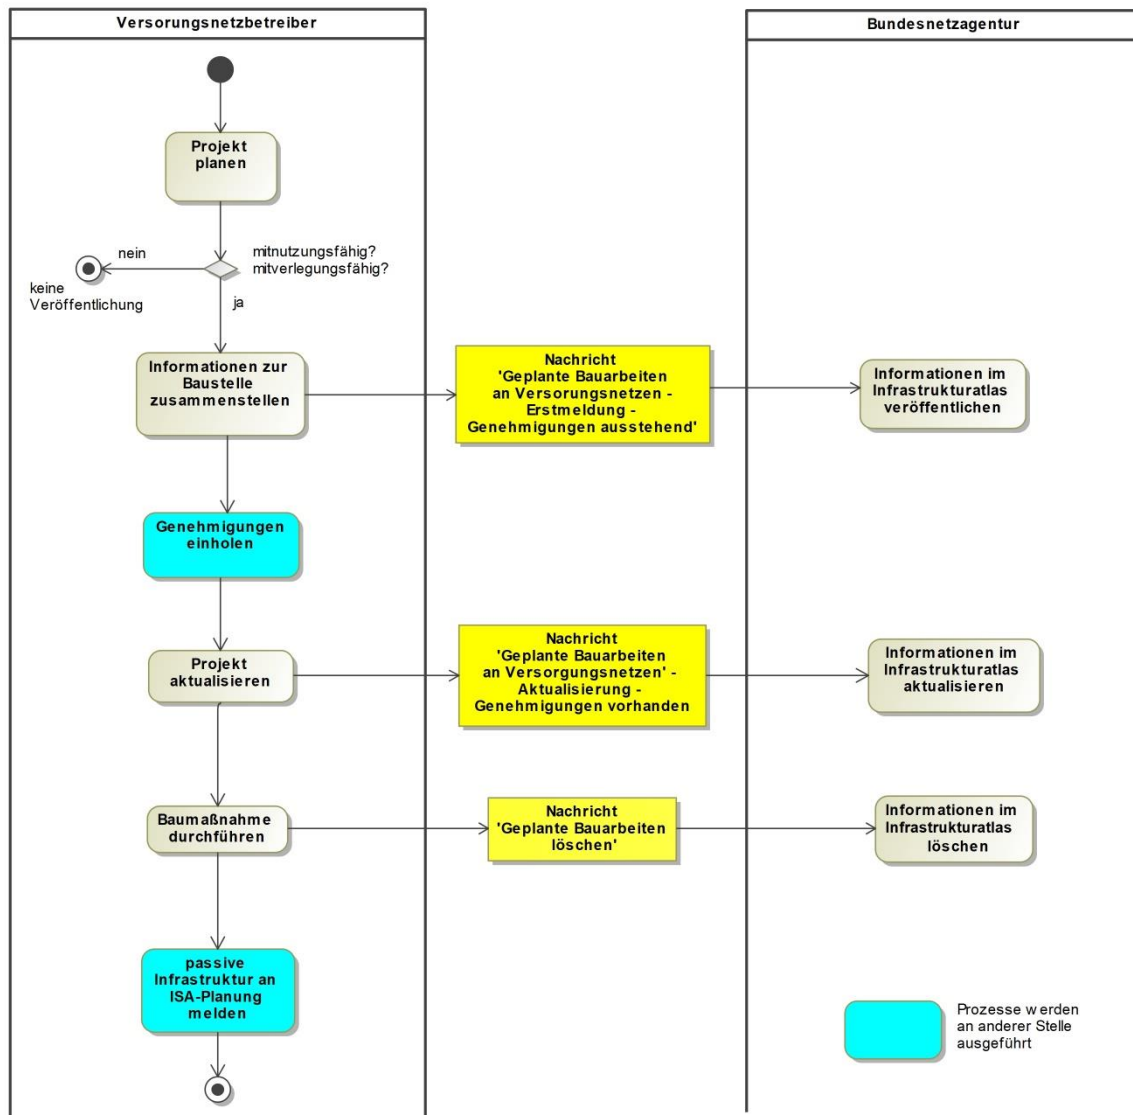 Versorungsnetzbetreiber
Bundesnetzagentur
Projekt
planen
nein
mitnutzungsfähig?
mitverlegungsfähig?
keine
Veröffentlichung
ja
Informationen zur
Baustelle
zusammenstellen
Nachricht
'Geplante Bauarbeiten
an Versorungsnetzen -
Erstmeldung -
Genehmigungen ausstehend'
Informationen im
Infrastrukturatlas
veröffentlichen
Genehmigungen
einholen
Projekt
aktualisieren
Nachricht
'Geplante Bauarbeiten
an Versorgungsnetzen' -
Aktualisierung -
Genehmigungen vorhanden
Informationen im
Infrastrukturatlas
aktualisieren
Baumaßnahme
durchführen
Nachricht
'Geplante Bauarbeiten
löschen'
Informationen im
Infrastrukturatlas
löschen
passive
Infrastruktur an
ISA-Planung
melden
Prozesse werden
an anderer Stelle
ausgeführt